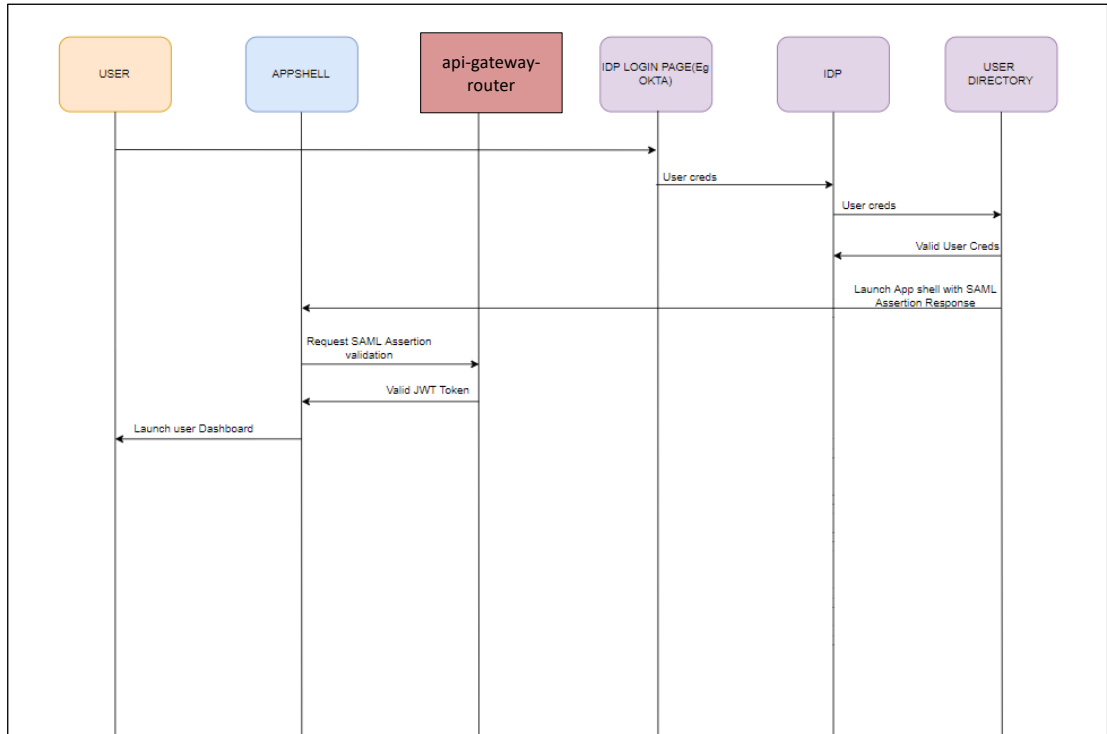 USER
APPSHELL
api-gateway-
router
IDP LOGIN PAGE(Eg
OKTA)
IDP
USER
DIRECTORY
User creds
User creds
Valid User Creds
Launch App shell with SAML
Assertion Response
Request SAML Assertion
validation
Valid JWT Token
Launch user Dashboard